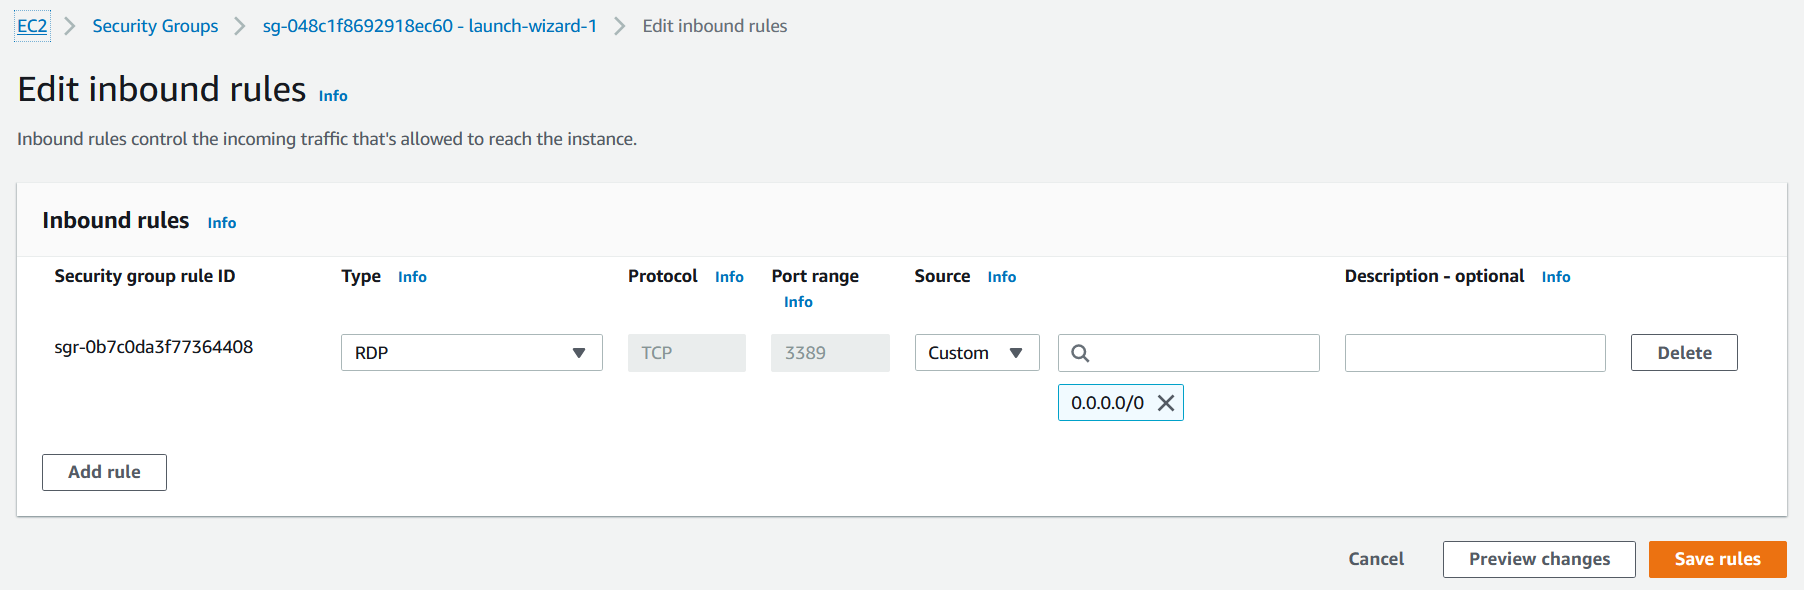 EC2 > Security Groups > sg-048c1f8692918ec60 - launch-wizard-1 > Edit inbound rules
Edit inbound rules Info
Inbound rules control the incoming traffic that's allowed to reach the instance.
Inbound rules Info
Security group rule ID Type Info Protocol Info Port range Info Source Info Description - optional Info
sgr-0b7c0da3f77364408 RDP TCP 3389 Custom Delete
0.0.0.0/0
Add rule
Cancel Preview changes Save rules